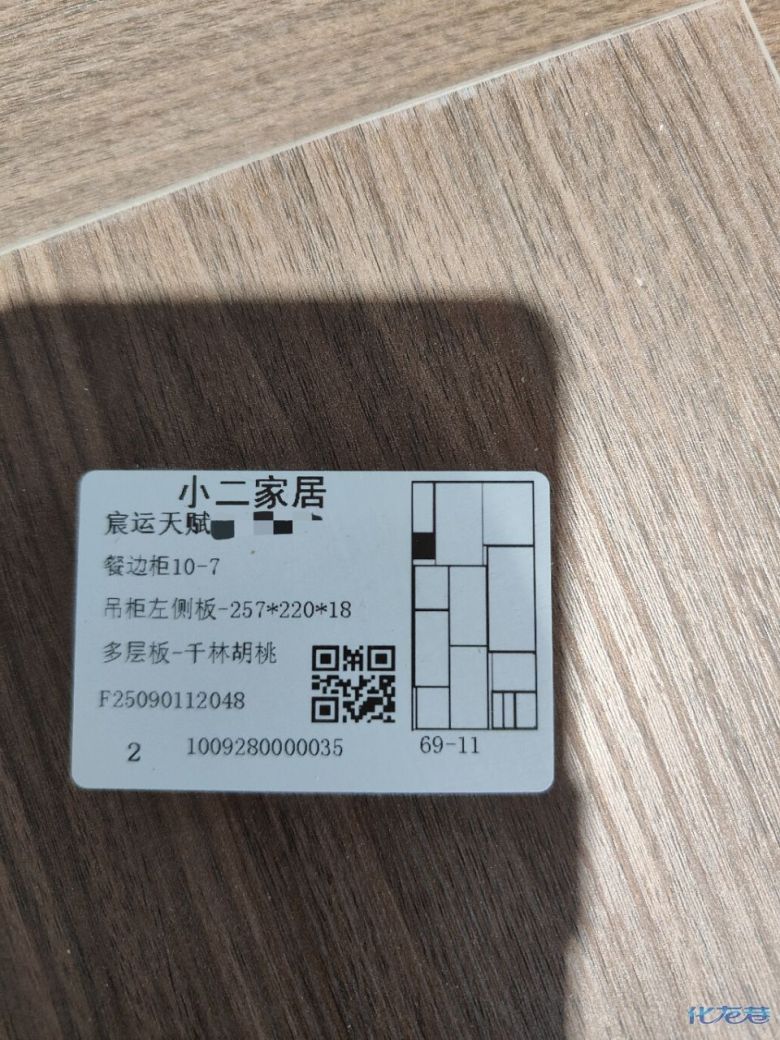 小二家居
宸运天赋
餐边柜10-7
吊柜左侧板-257*220*18
多层板-千林胡桃
F25090112048
2 1009280000035 69-11
化龙巷